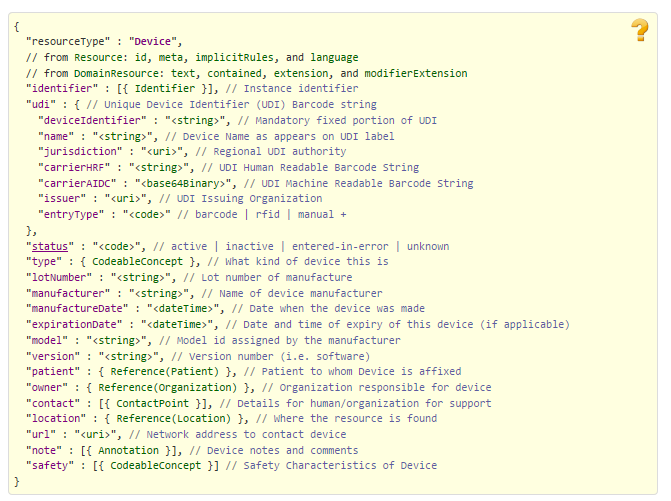 {
"resourceType" : "Device",
// from Resource: id, meta, implicitRules, and language
// from DomainResource: text, contained, extension, and modifierExtension
"identifier" : [{ Identifier }], // Instance identifier
"udi" : { // Unique Device Identifier (UDI) Barcode string
"deviceIdentifier" : "<string>", // Mandatory fixed portion of UDI
"name" : "<string>", // Device Name as appears on UDI label
"jurisdiction" : "<uri>", // Regional UDI authority
"carrierHRF" : "<string>", // UDI Human Readable Barcode String
"carrierAIDC" : "<base64Binary>", // UDI Machine Readable Barcode String
"issuer" : "<uri>", // UDI Issuing Organization
"entryType" : "<code>" // barcode | rfid | manual +
},
"status" : "<code>", // active | inactive | entered-in-error | unknown
"type" : { CodeableConcept }, // What kind of device this is
"lotNumber" : "<string>", // Lot number of manufacture
"manufacturer" : "<string>", // Name of device manufacturer
"manufactureDate" : "<dateTime>", // Date when the device was made
"expirationDate" : "<dateTime>", // Date and time of expiry of this device (if applicable)
"model" : "<string>", // Model id assigned by the manufacturer
"version" : "<string>", // Version number (i.e. software)
"patient" : { Reference(Patient) }, // Patient to whom Device is affixed
"owner" : { Reference(Organization) }, // Organization responsible for device
"contact" : [{ ContactPoint }], // Details for human/organization for support
"location" : { Reference(Location) }, // Where the resource is found
"url" : "<uri>", // Network address to contact device
"note" : [{ Annotation }], // Device notes and comments
"safety" : [{ CodeableConcept }] // Safety Characteristics of Device
}